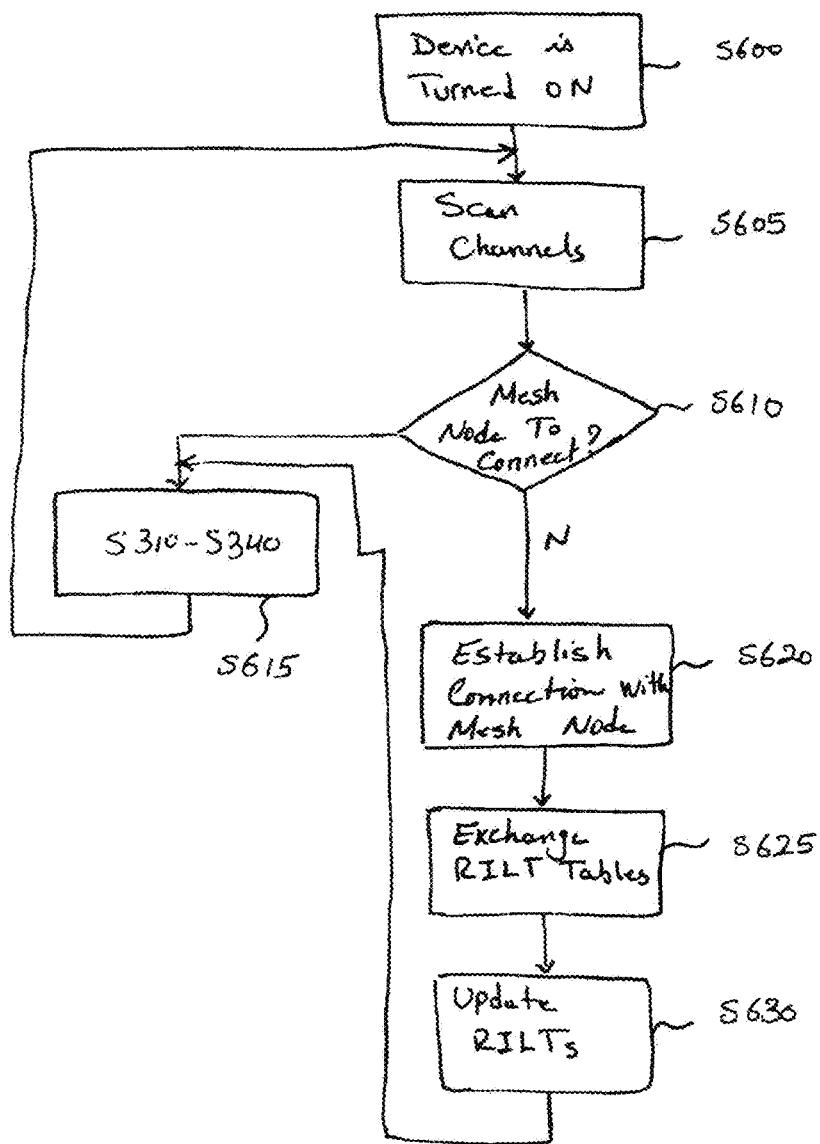 Device is
Turned ON
S600
Scan
Channels
S605
Mesh
Node To
Connect?
S610
S310-S340
S615
N
Establish
Connection With
Mesh Node
S620
Exchange
RILT Tables
S625
Update
RILTs
S630